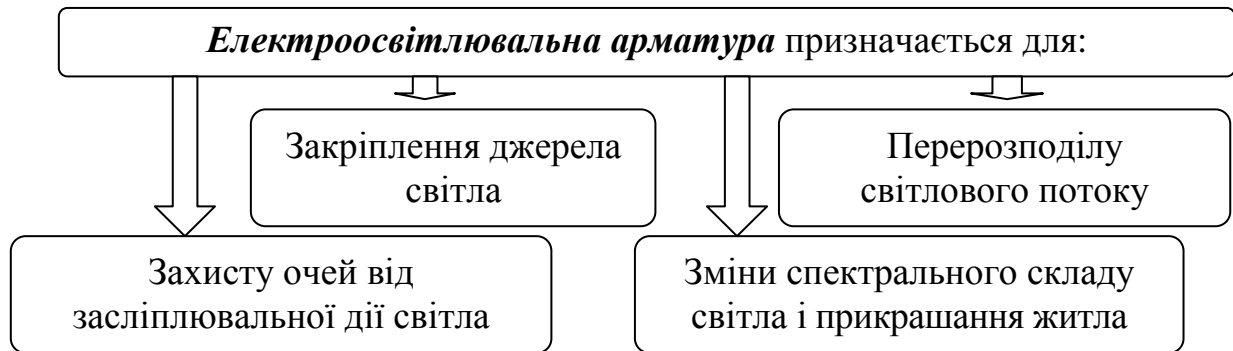 Електроосвітлювальна арматура призначається для:
Закріплення джерела
світла
Перерозподілу
світлового потоку
Захисту очей від
засліплювальної дії світла
Зміни спектрального складу
світла і прикрашання житла